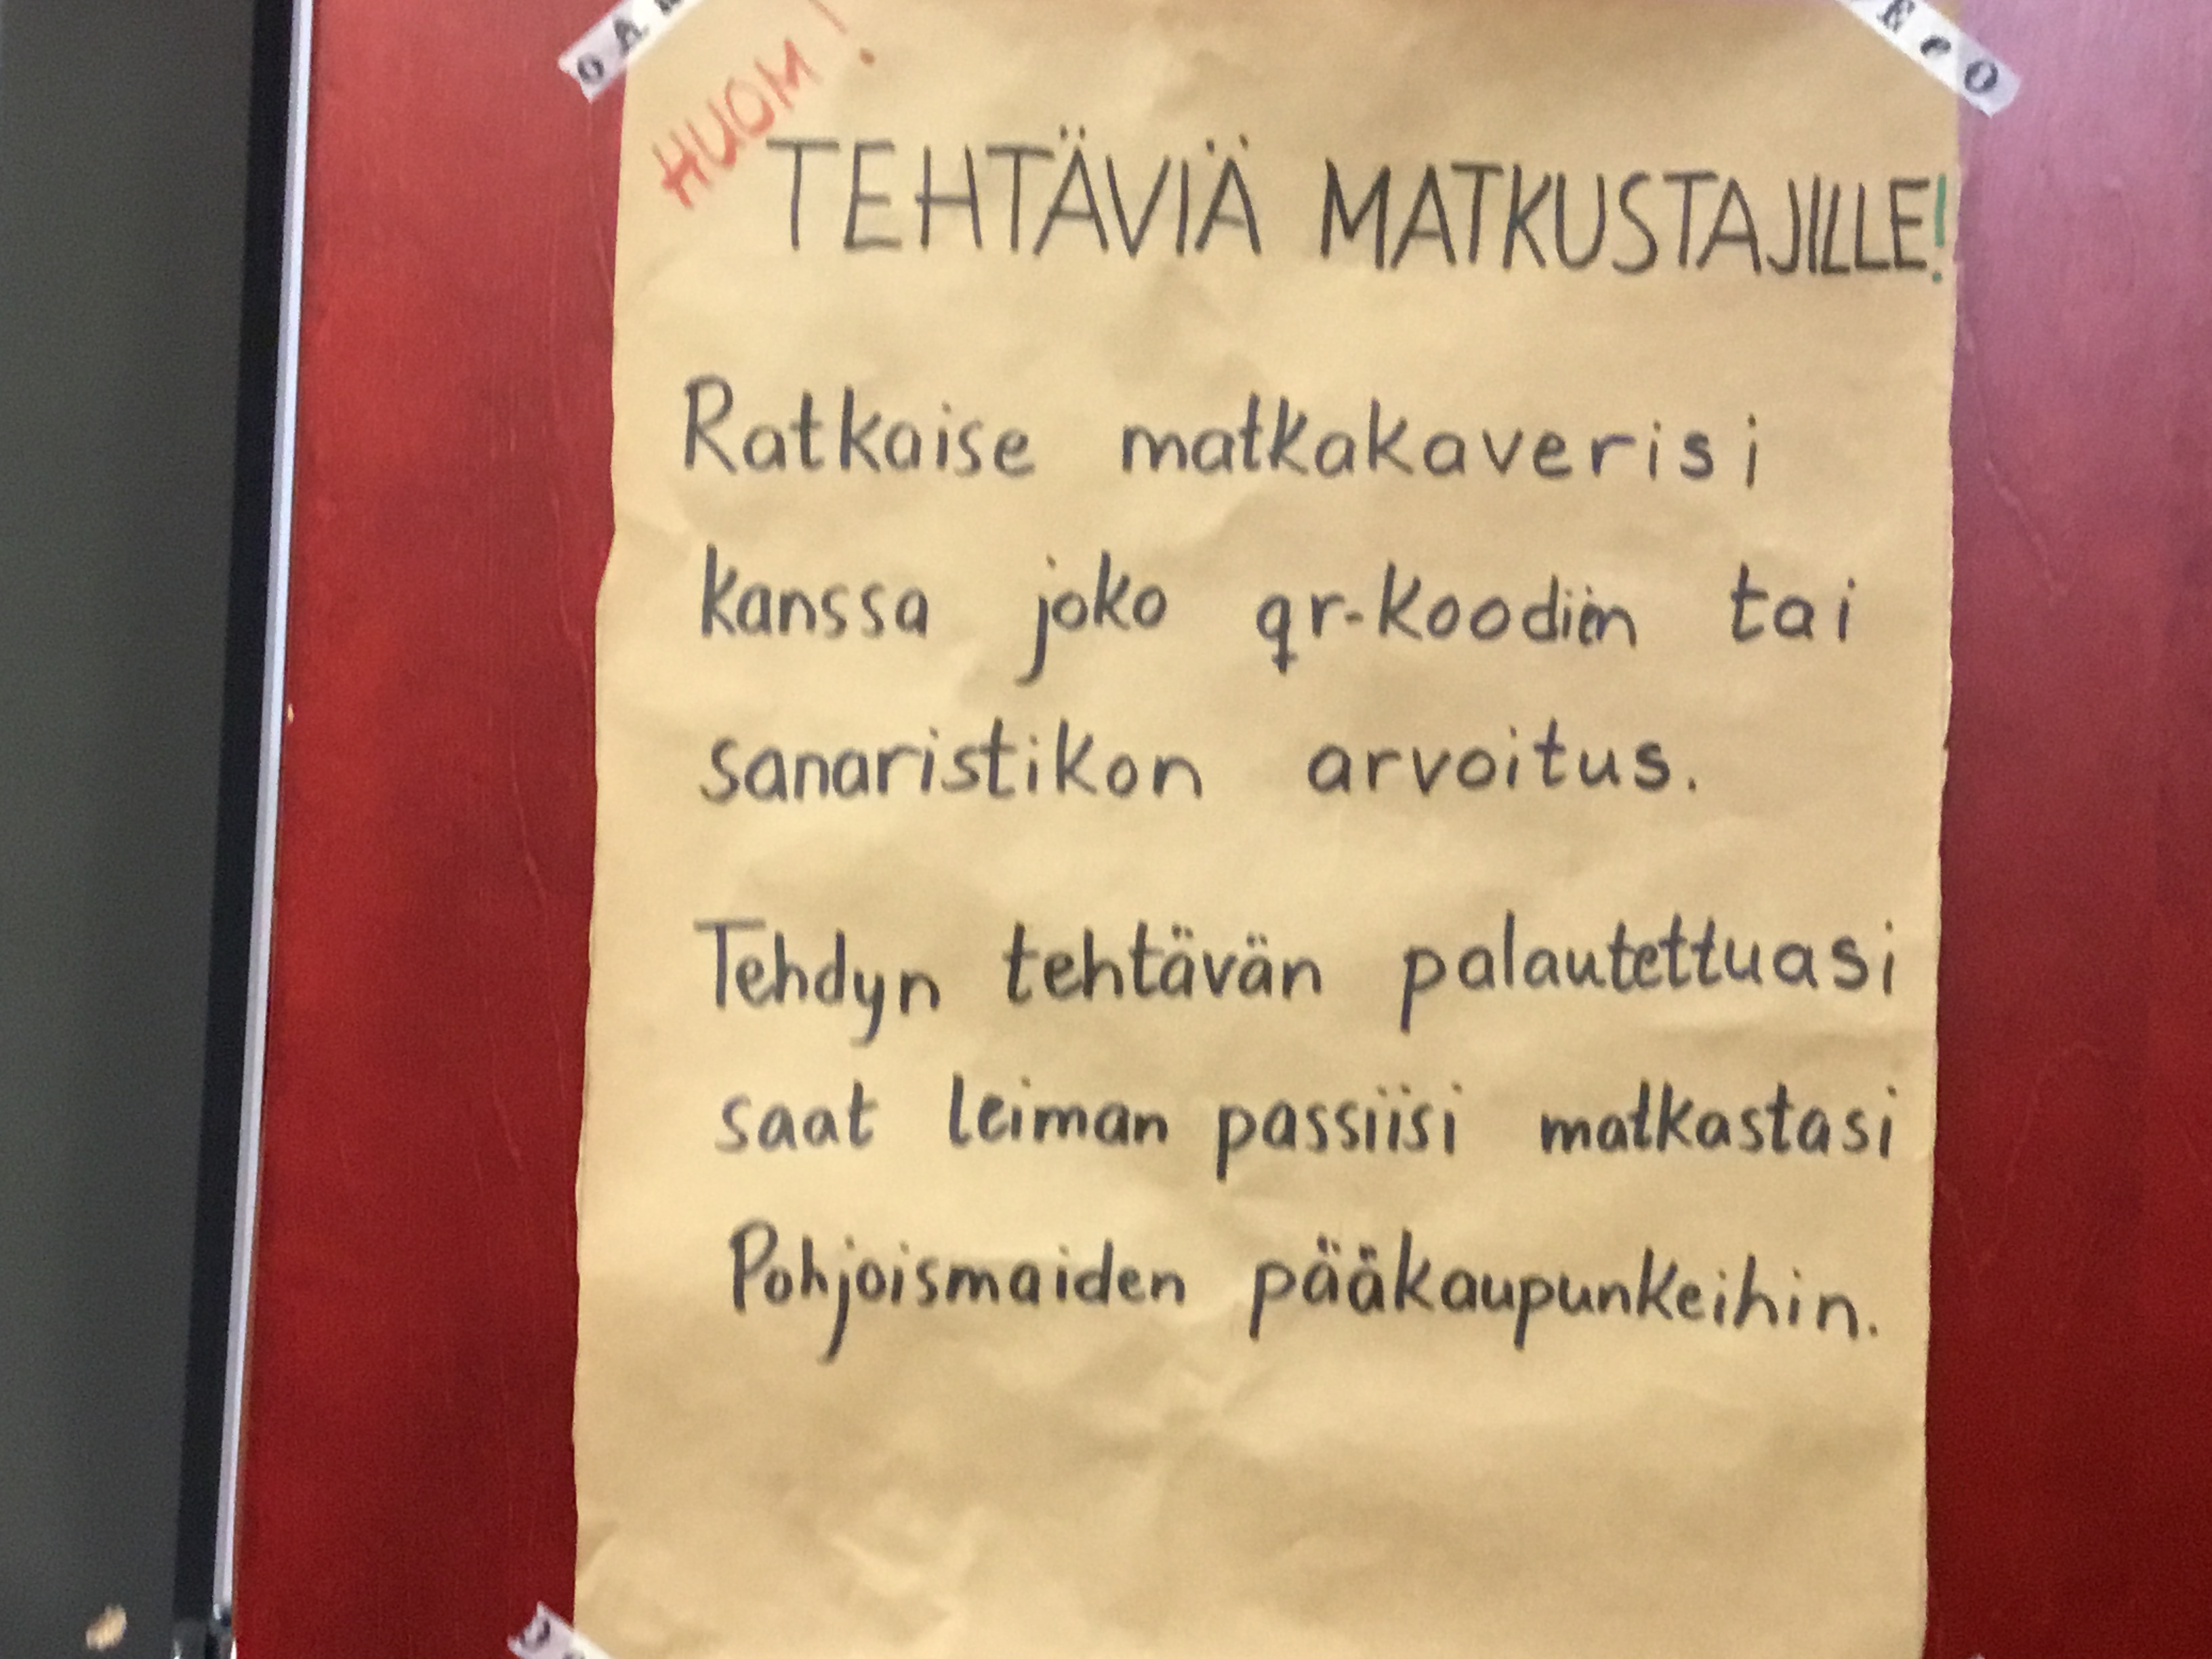 HUOM!
TEHTÄVIÄ MATKUSTAJILLE!
Ratkaise matkakaverisi
kanssa joko qr-koodin tai
sanaristikon arvoitus.
Tehdyn tehtävän palautettuasi
saat leiman passiisi matkastasi
Pohjoismaiden pääkaupunkeihin.